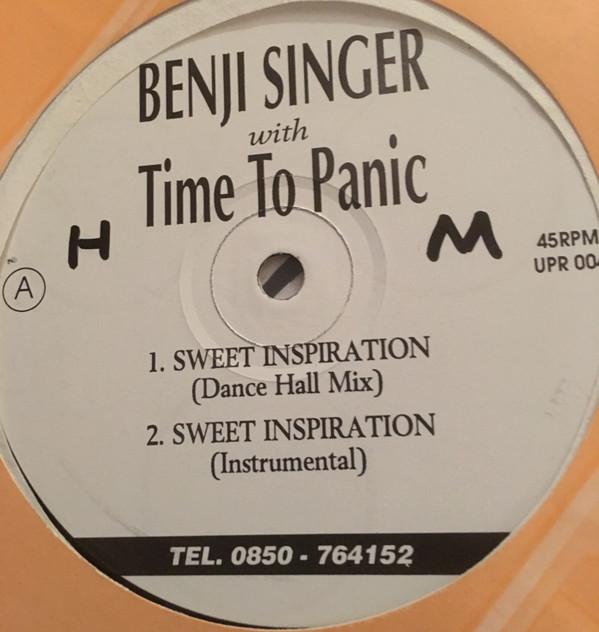 BENJI SINGER
with
Time To Panic
H
M
45RPM
UPR 00
A
1. SWEET INSPIRATION
(Dance Hall Mix)
2. SWEET INSPIRATION
(Instrumental)
TEL. 0850 - 764152